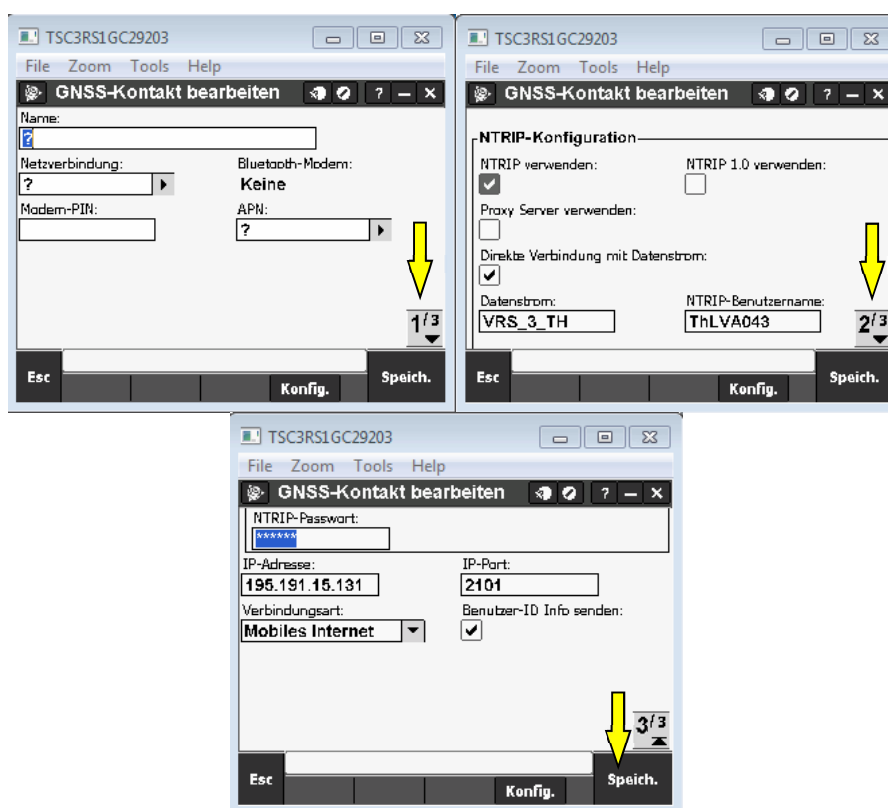 TSC3RS1GC29203
File Zoom Tools Help
GNSS-Kontakt bearbeiten ? – ×
Name:
?
Netzverbindung: Bluetooth-Modem:
? Keine
Modem-PIN: APN:
?
1/3
Esc Konfig. Speich.
TSC3RS1GC29203
File Zoom Tools Help
GNSS-Kontakt bearbeiten ? – ×
NTRIP-Konfiguration
NTRIP verwenden: NTRIP 1.0 verwenden:
Proxy Server verwenden:
Direkte Verbindung mit Datenstrom:
Datenstrom: NTRIP-Benutzername:
VRS_3_TH ThLVA043
2/3
Esc Konfig. Speich.
TSC3RS1GC29203
File Zoom Tools Help
GNSS-Kontakt bearbeiten ? – ×
NTRIP-Passwort:
******
IP-Adresse: IP-Port:
195.191.15.131 2101
Verbindungsart: Benutzer-ID Info senden:
Mobiles Internet
3/3
Esc Konfig. Speich.